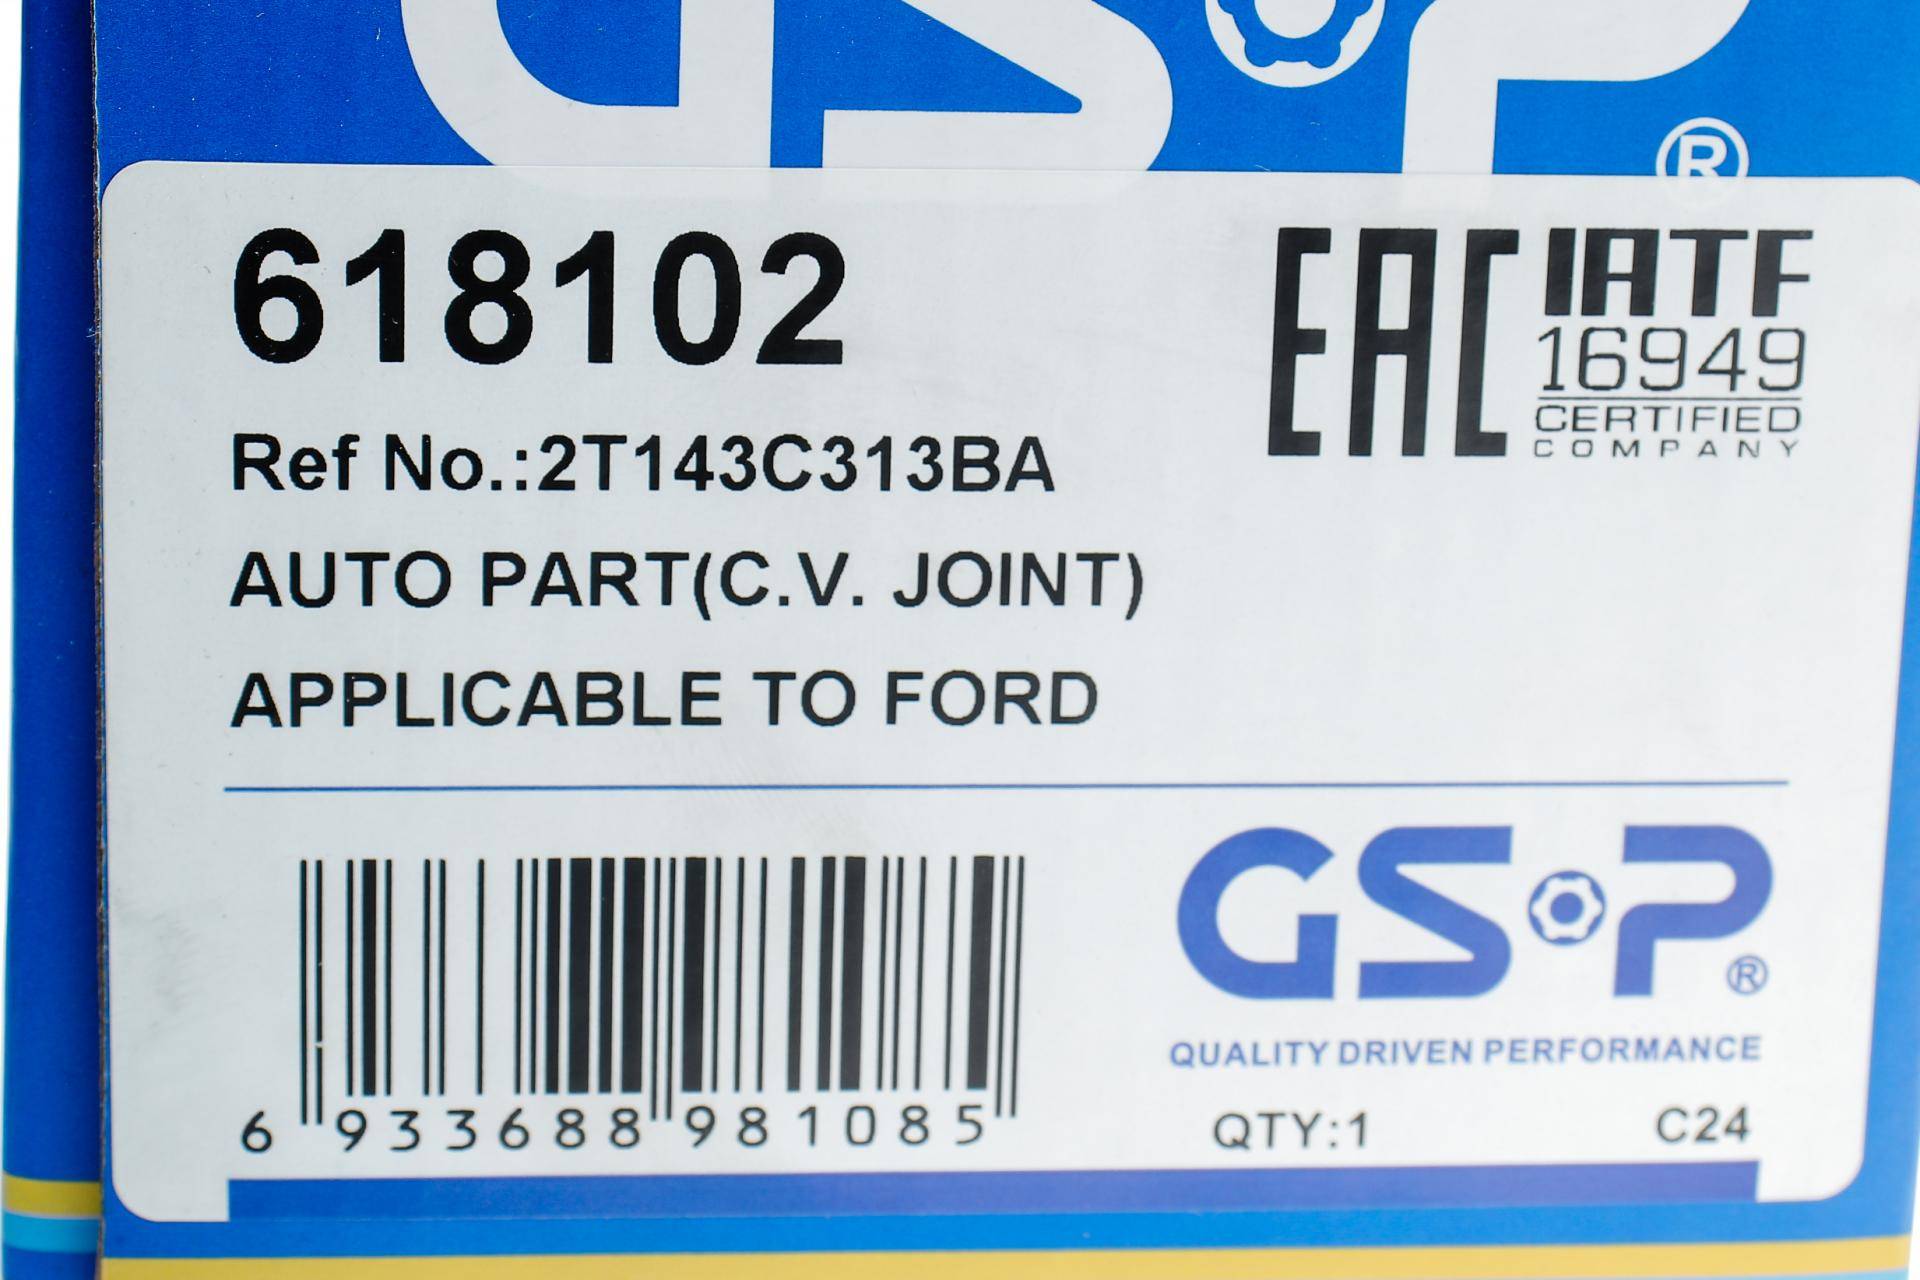 GSP
®
618102
EAC
IATF
16949
CERTIFIED
COMPANY
Ref No.:2T143C313BA
AUTO PART(C.V. JOINT)
APPLICABLE TO FORD
GSP®
QUALITY DRIVEN PERFORMANCE
6 933688 981085
QTY:1 C24